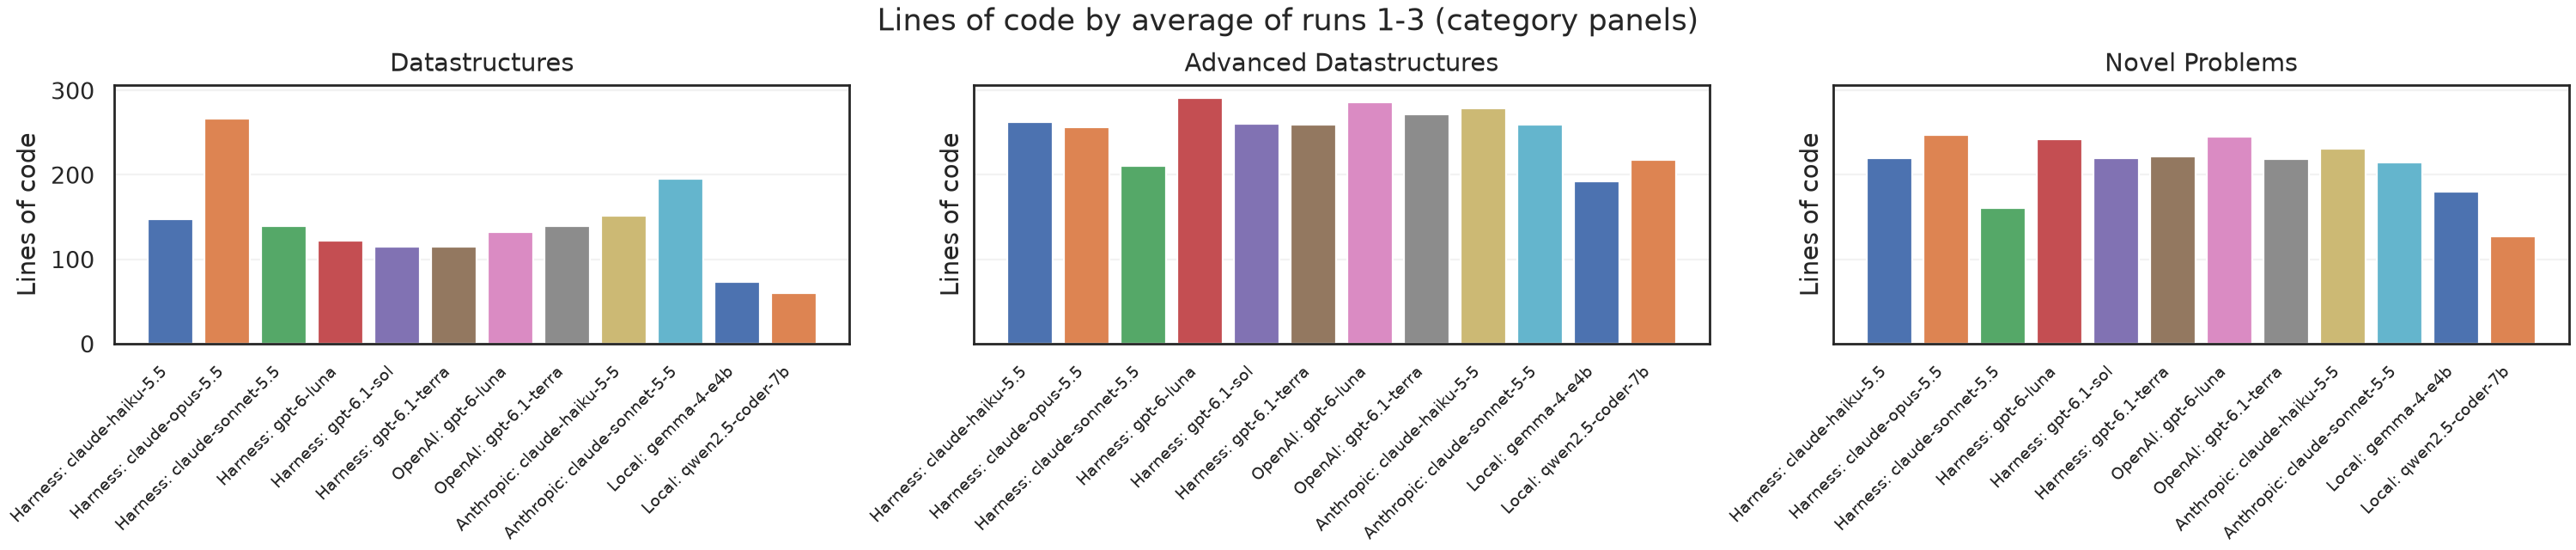 Lines of code by average of runs 1-3 (category panels)
Datastructures
Lines of code
300
200
100
0
Harness: claude-haiku-5.5
Harness: claude-opus-5.5
Harness: claude-sonnet-5.5
Harness: gpt-6-luna
Harness: gpt-6.1-sol
Harness: gpt-6.1-terra
OpenAI: gpt-6-luna
OpenAI: gpt-6.1-terra
Anthropic: claude-haiku-5-5
Anthropic: claude-sonnet-5-5
Local: gemma-4-e4b
Local: qwen2.5-coder-7b
Advanced Datastructures
Lines of code
Harness: claude-haiku-5.5
Harness: claude-opus-5.5
Harness: claude-sonnet-5.5
Harness: gpt-6-luna
Harness: gpt-6.1-sol
Harness: gpt-6.1-terra
OpenAI: gpt-6-luna
OpenAI: gpt-6.1-terra
Anthropic: claude-haiku-5-5
Anthropic: claude-sonnet-5-5
Local: gemma-4-e4b
Local: qwen2.5-coder-7b
Novel Problems
Lines of code
Harness: claude-haiku-5.5
Harness: claude-opus-5.5
Harness: claude-sonnet-5.5
Harness: gpt-6-luna
Harness: gpt-6.1-sol
Harness: gpt-6.1-terra
OpenAI: gpt-6-luna
OpenAI: gpt-6.1-terra
Anthropic: claude-haiku-5-5
Anthropic: claude-sonnet-5-5
Local: gemma-4-e4b
Local: qwen2.5-coder-7b